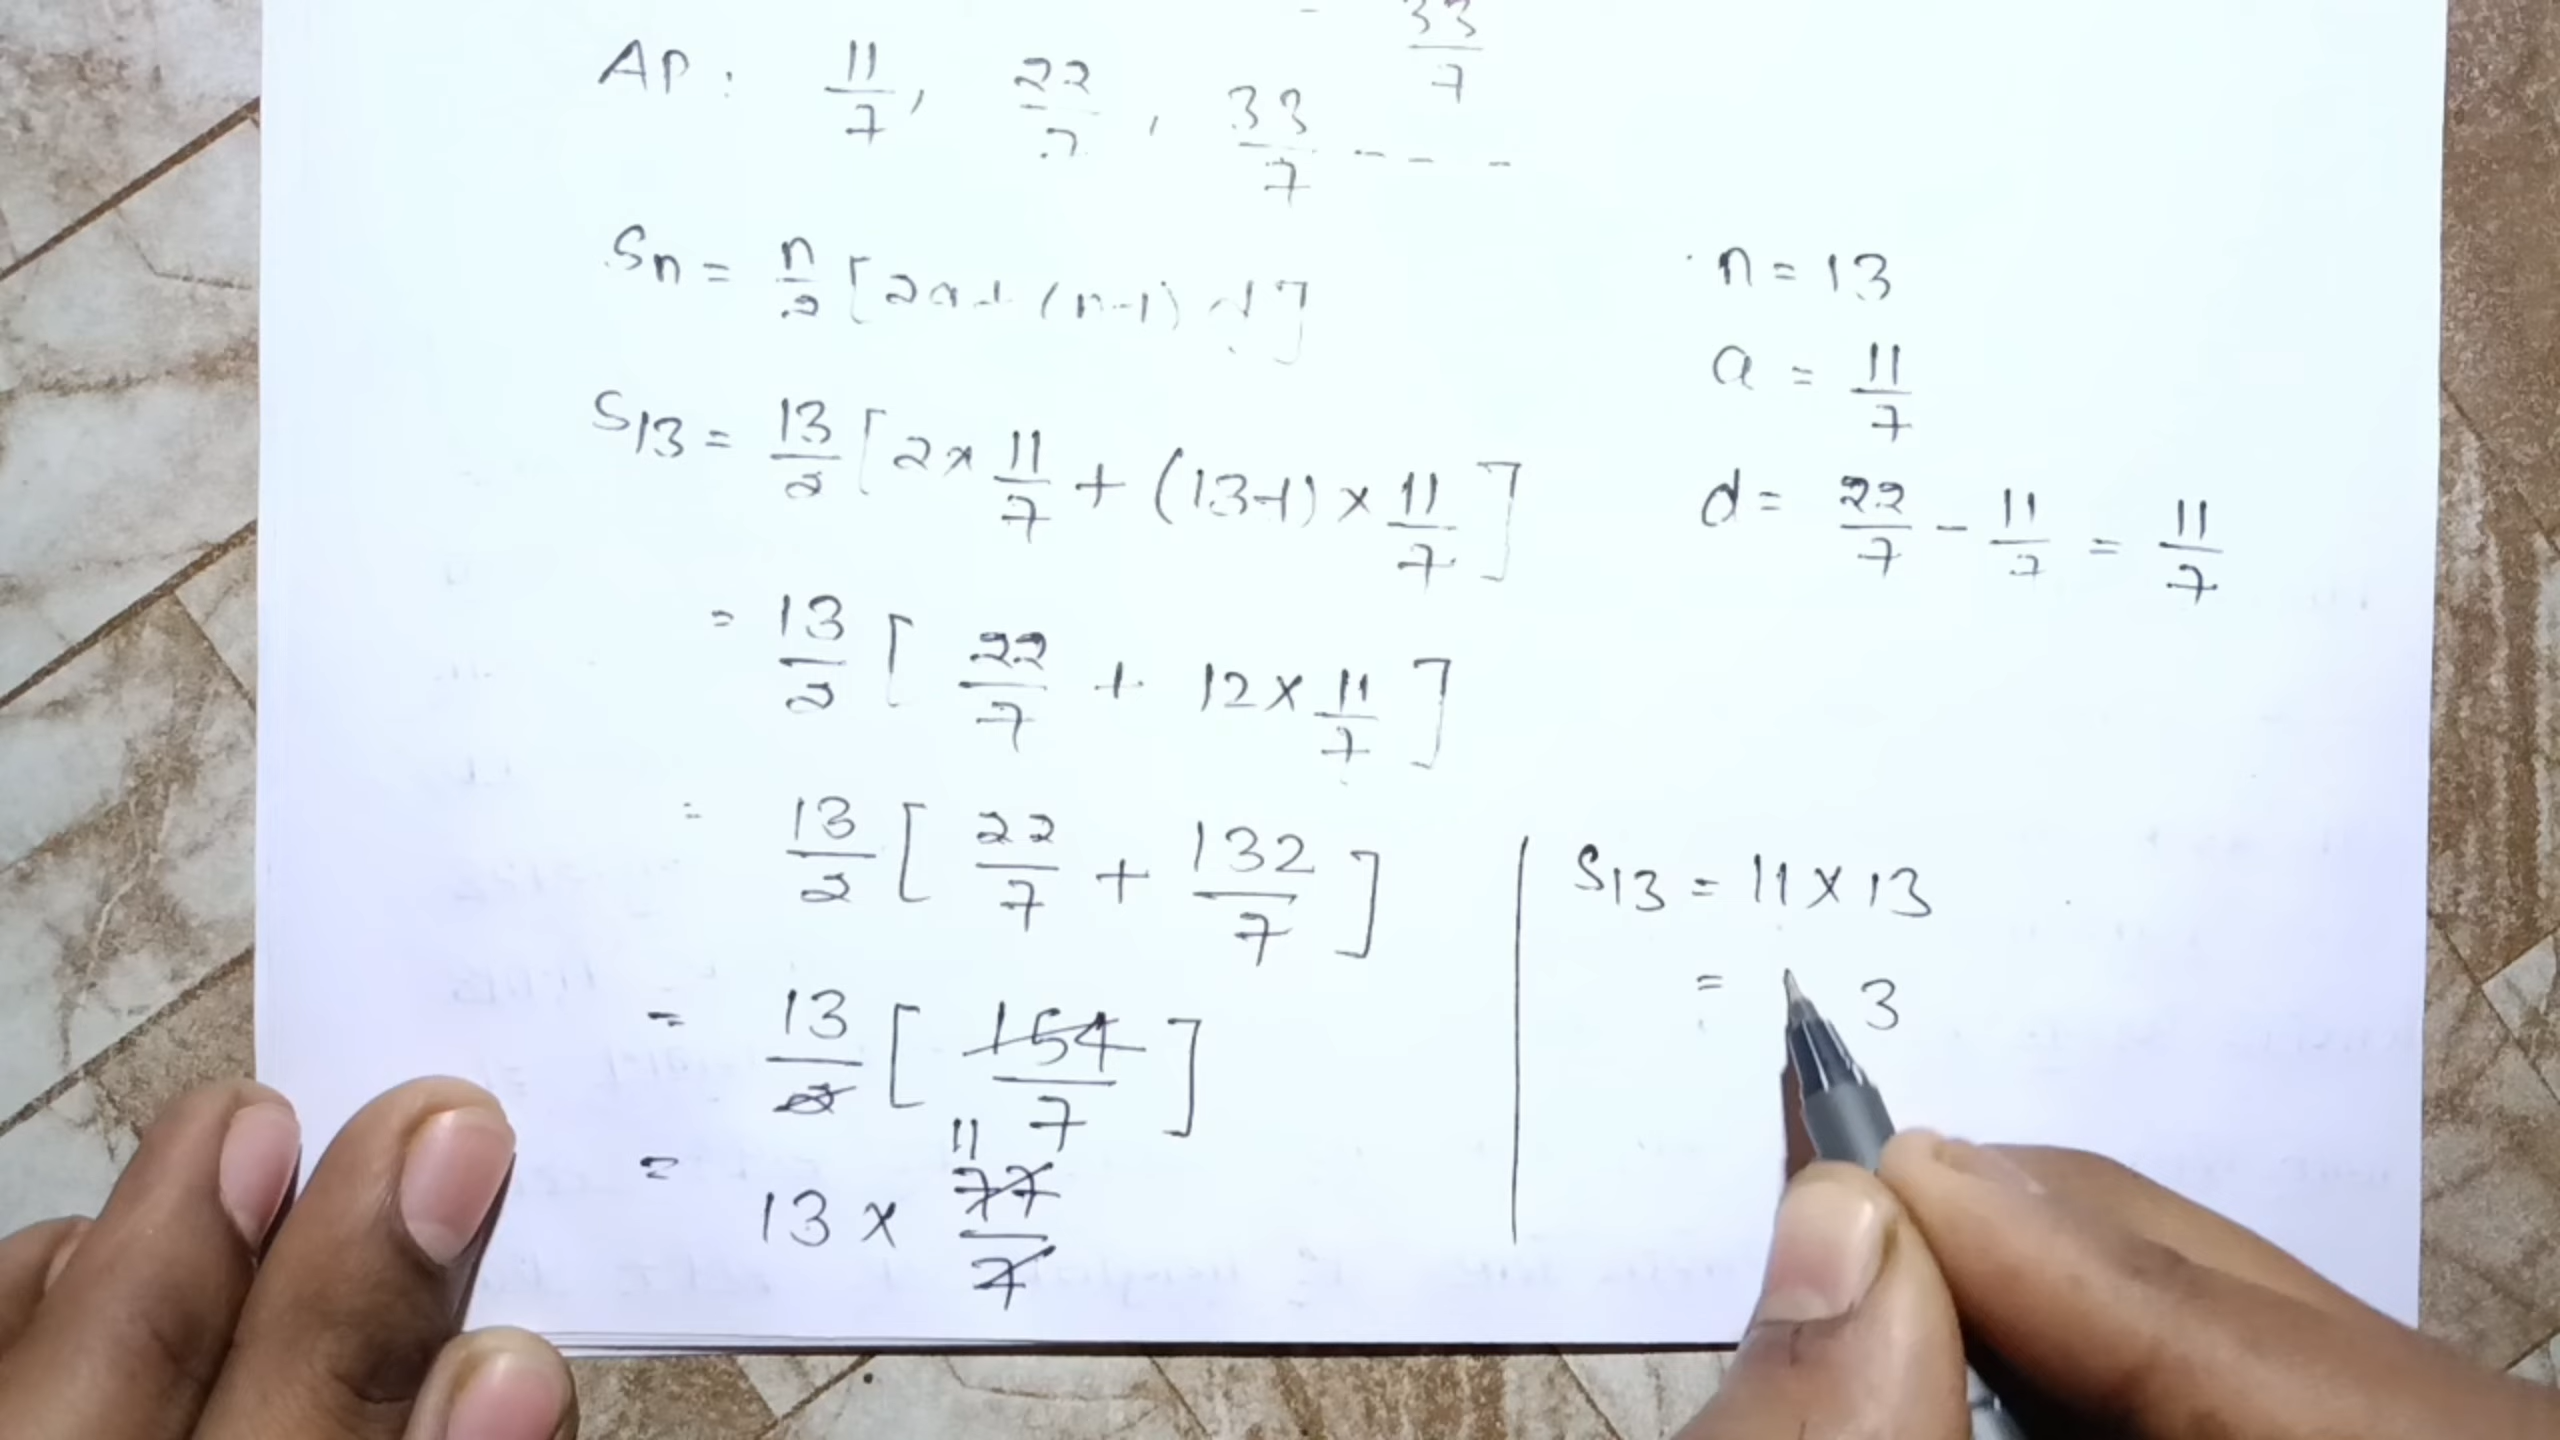 33/7
AP : 11/7, 22/7, 33/7 - - -
Sn = n/2 [2a + (n-1) d]
S13 = 13/2 [2 × 11/7 + (13-1) × 11/7]
= 13/2 [22/7 + 12 × 11/7]
= 13/2 [22/7 + 132/7]
= 13/2 [154/7]
11
= 13 × 77/7
n = 13
a = 11/7
d = 22/7 - 11/7 = 11/7
S13 = 11 × 13
= 3